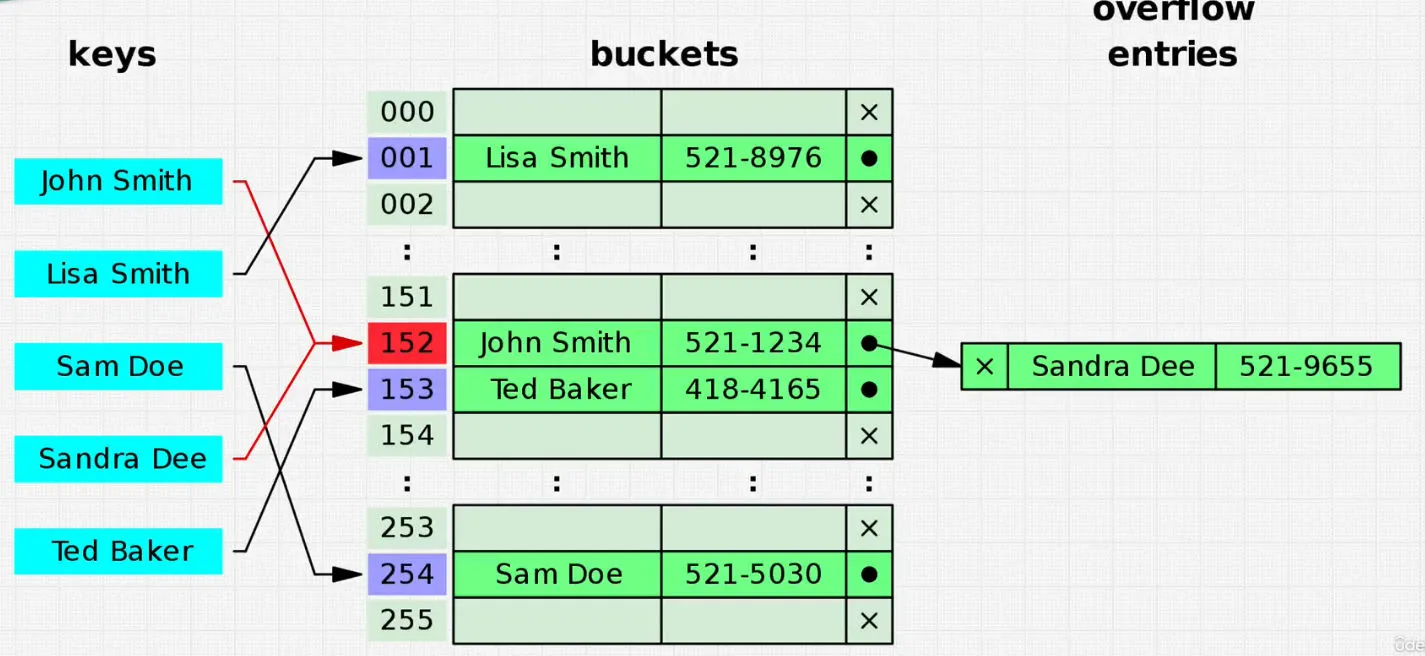 overflow
keys buckets entries
000 ×
001 Lisa Smith 521-8976 ●
John Smith
002 ×
: : : :
Lisa Smith
151 ×
152 John Smith 521-1234 ●
Sam Doe
× Sandra Dee 521-9655
153 Ted Baker 418-4165 ●
154 ×
Sandra Dee
: : : :
253 ×
Ted Baker
254 Sam Doe 521-5030 ●
255 ×